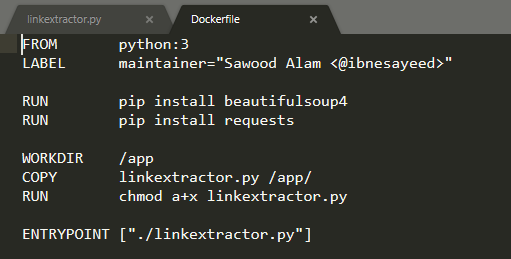 linkextractor.py x Dockerfile x
FROM python:3
LABEL maintainer="Sawood Alam <@ibnesayeed>"
RUN pip install beautifulsoup4
RUN pip install requests
WORKDIR /app
COPY linkextractor.py /app/
RUN chmod a+x linkextractor.py
ENTRYPOINT ["./linkextractor.py"]